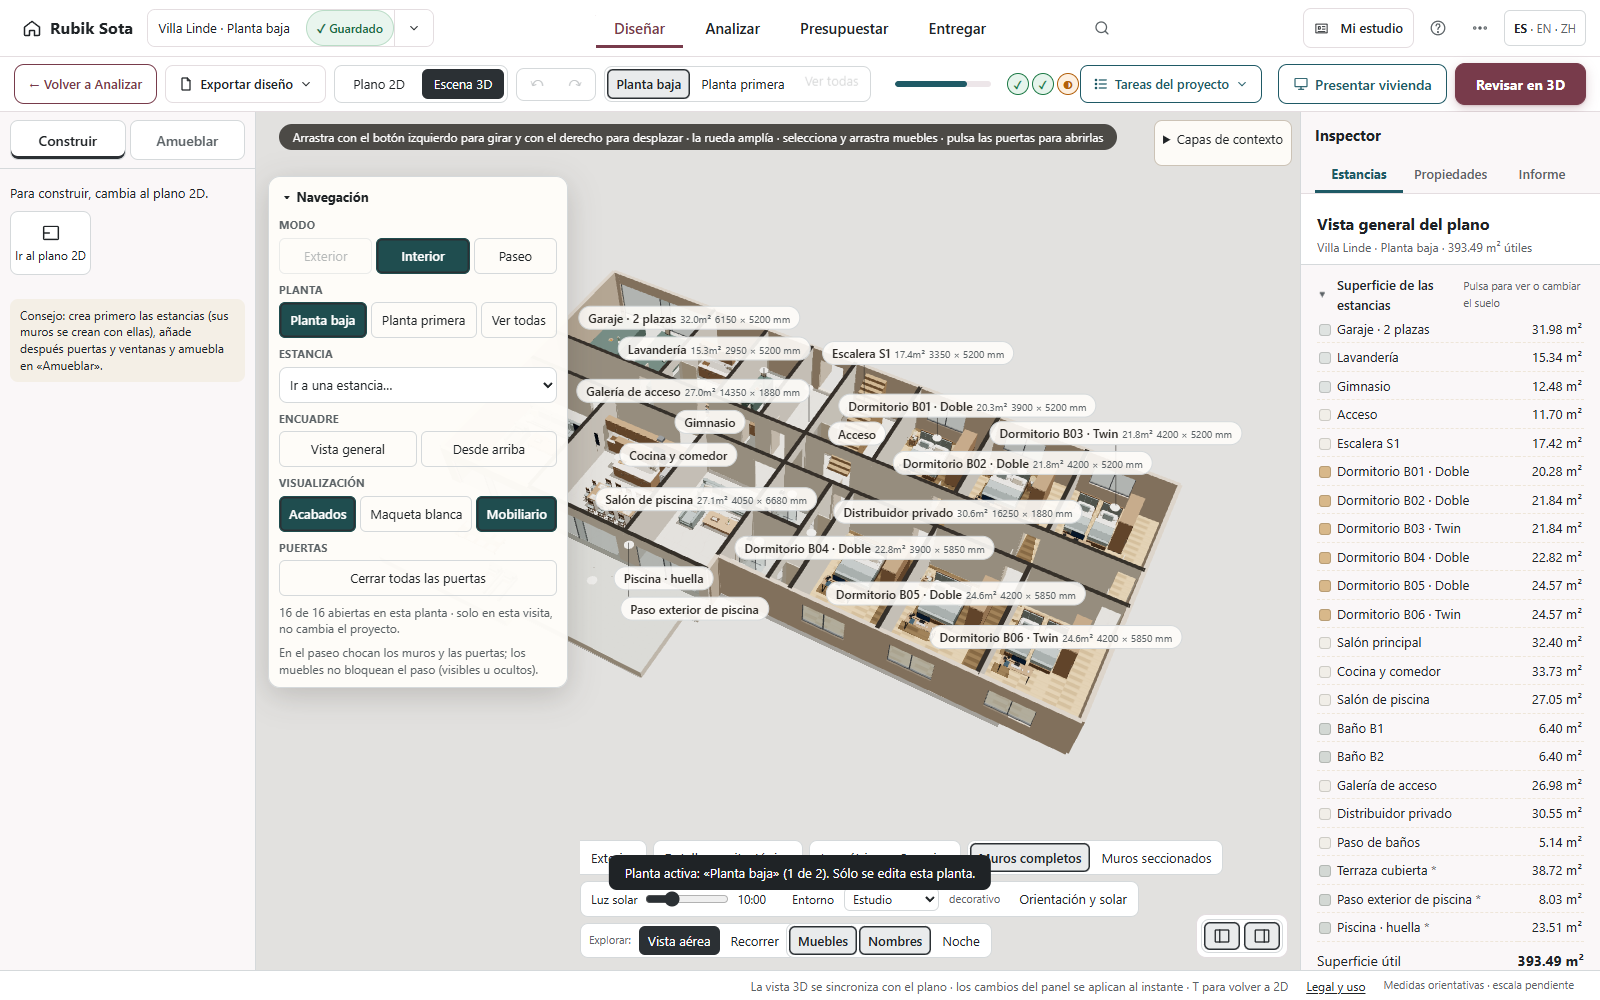 Rubik Sota
Villa Linde · Planta baja
✓ Guardado
Diseñar
Analizar
Presupuestar
Entregar
Mi estudio
ES · EN · ZH
← Volver a Analizar
Exportar diseño
Plano 2D
Escena 3D
Planta baja
Planta primera
Ver todas
Tareas del proyecto
Presentar vivienda
Revisar en 3D
Construir
Amueblar
Para construir, cambia al plano 2D.
Ir al plano 2D
Consejo: crea primero las estancias (sus
muros se crean con ellas), añade
después puertas y ventanas y amuebla
en «Amueblar».
Arrastra con el botón izquierdo para girar y con el derecho para desplazar · la rueda amplía · selecciona y arrastra muebles · pulsa las puertas para abrirlas
Capas de contexto
Navegación
MODO
Exterior
Interior
Paseo
PLANTA
Planta baja
Planta primera
Ver todas
ESTANCIA
Ir a una estancia...
ENCUADRE
Vista general
Desde arriba
VISUALIZACIÓN
Acabados
Maqueta blanca
Mobiliario
PUERTAS
Cerrar todas las puertas
16 de 16 abiertas en esta planta · solo en esta visita,
no cambia el proyecto.
En el paseo chocan los muros y las puertas; los
muebles no bloquean el paso (visibles u ocultos).
Garaje · 2 plazas 32.0m² 6150 × 5200 mm
Lavandería 15.3m² 2950 × 5200 mm
Escalera S1 17.4m² 3350 × 5200 mm
Galería de acceso 27.0m² 14350 × 1880 mm
Dormitorio B01 · Doble 20.3m² 3900 × 5200 mm
Gimnasio
Acceso
Dormitorio B03 · Twin 21.8m² 4200 × 5200 mm
Cocina y comedor
Dormitorio B02 · Doble 21.8m² 4200 × 5200 mm
Salón de piscina 27.1m² 4050 × 6680 mm
Distribuidor privado 30.6m² 16250 × 1880 mm
Dormitorio B04 · Doble 22.8m² 3900 × 5850 mm
Piscina · huella
Dormitorio B05 · Doble 24.6m² 4200 × 5850 mm
Paso exterior de piscina
Dormitorio B06 · Twin 24.6m² 4200 × 5850 mm
Muros completos
Muros seccionados
Planta activa: «Planta baja» (1 de 2). Sólo se edita esta planta.
Luz solar
10:00
Entorno
Estudio
decorativo
Orientación y solar
Explorar:
Vista aérea
Recorrer
Muebles
Nombres
Noche
Inspector
Estancias
Propiedades
Informe
Vista general del plano
Villa Linde · Planta baja · 393.49 m² útiles
Superficie de las
estancias
Pulsa para ver o cambiar
el suelo
Garaje · 2 plazas 31.98 m²
Lavandería 15.34 m²
Gimnasio 12.48 m²
Acceso 11.70 m²
Escalera S1 17.42 m²
Dormitorio B01 · Doble 20.28 m²
Dormitorio B02 · Doble 21.84 m²
Dormitorio B03 · Twin 21.84 m²
Dormitorio B04 · Doble 22.82 m²
Dormitorio B05 · Doble 24.57 m²
Dormitorio B06 · Twin 24.57 m²
Salón principal 32.40 m²
Cocina y comedor 33.73 m²
Salón de piscina 27.05 m²
Baño B1 6.40 m²
Baño B2 6.40 m²
Galería de acceso 26.98 m²
Distribuidor privado 30.55 m²
Paso de baños 5.14 m²
Terraza cubierta * 38.72 m²
Paso exterior de piscina * 8.03 m²
Piscina · huella * 23.51 m²
Superficie útil 393.49 m²
La vista 3D se sincroniza con el plano · los cambios del panel se aplican al instante · T para volver a 2D
Legal y uso
Medidas orientativas · escala pendiente